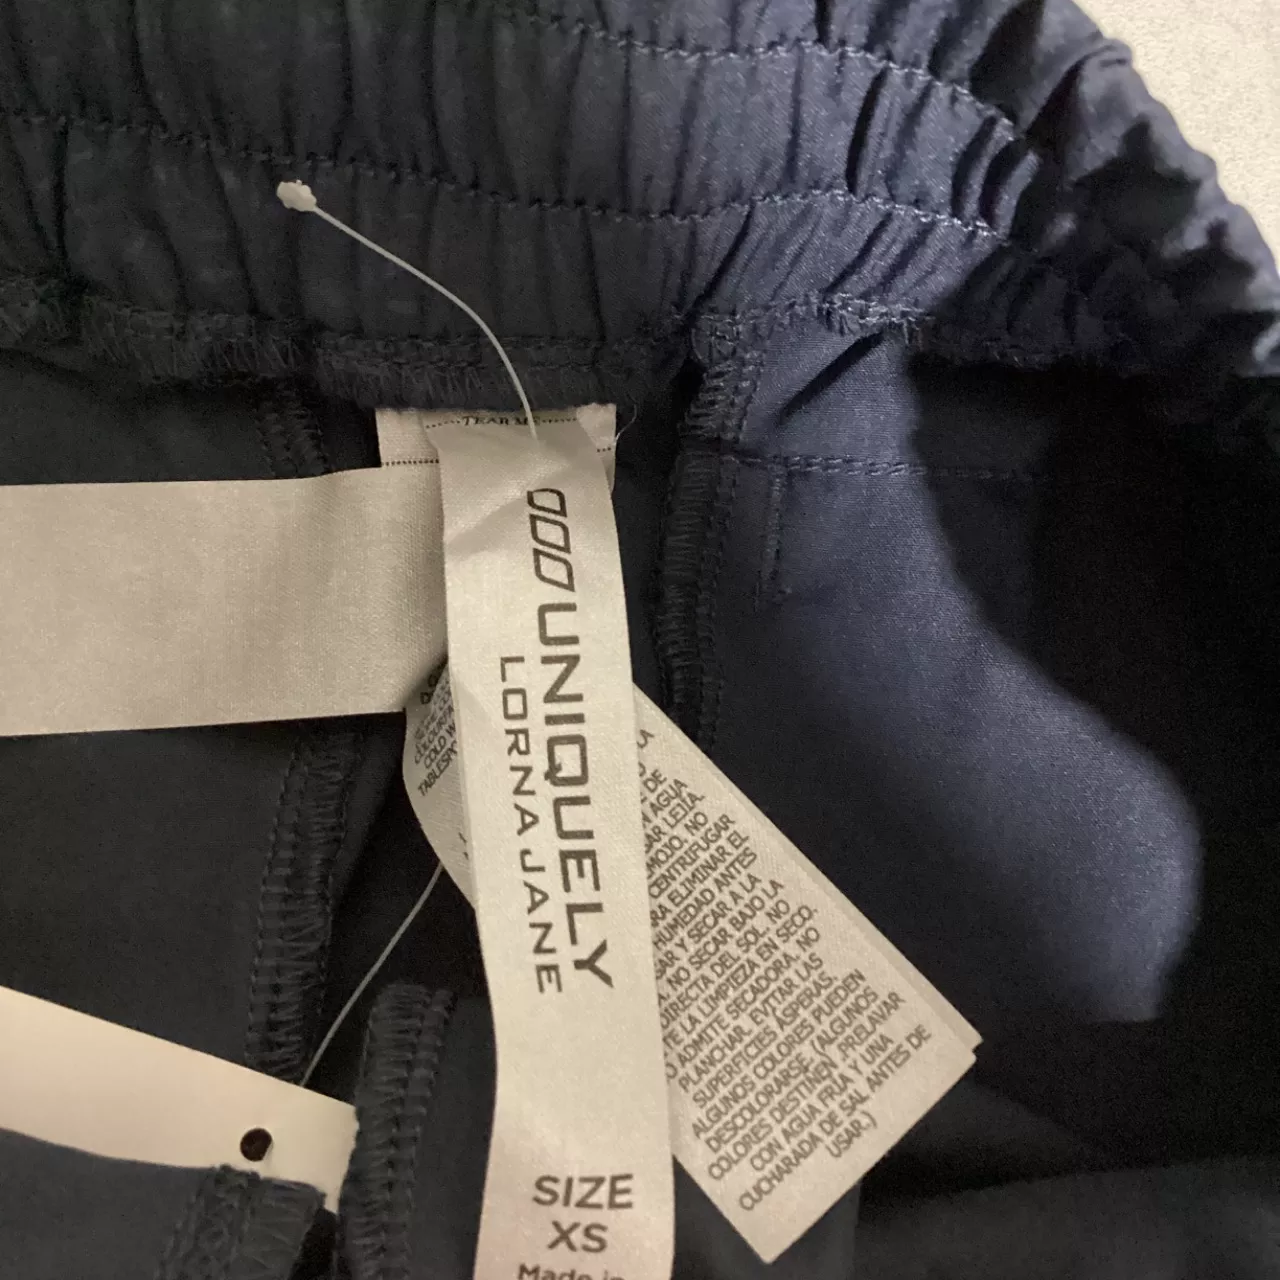 TEAR ME
UNIQUELY
LORNA JANE
SIZE
XS
Made in
COLD W
TABLESPO
DE
AGUA
LEJÍA.
MOJO. NO
CENTRIFUGAR
ELIMINAR EL
HUMEDAD ANTES
Y SECAR A LA
NO SECAR BAJO LA
DIRECTA DEL SOL. NO
LA LIMPIEZA EN SECO.
ADMITE SECADORA. NO
PLANCHAR. EVITAR LAS
SUPERFICIES ÁSPERAS.
ALGUNOS COLORES PUEDEN
DESCOLORARSE. (ALGUNOS
COLORES DESTIÑEN .PRELAVAR
CON AGUA FRÍA Y UNA
CUCHARADA DE SAL ANTES DE
USAR.)